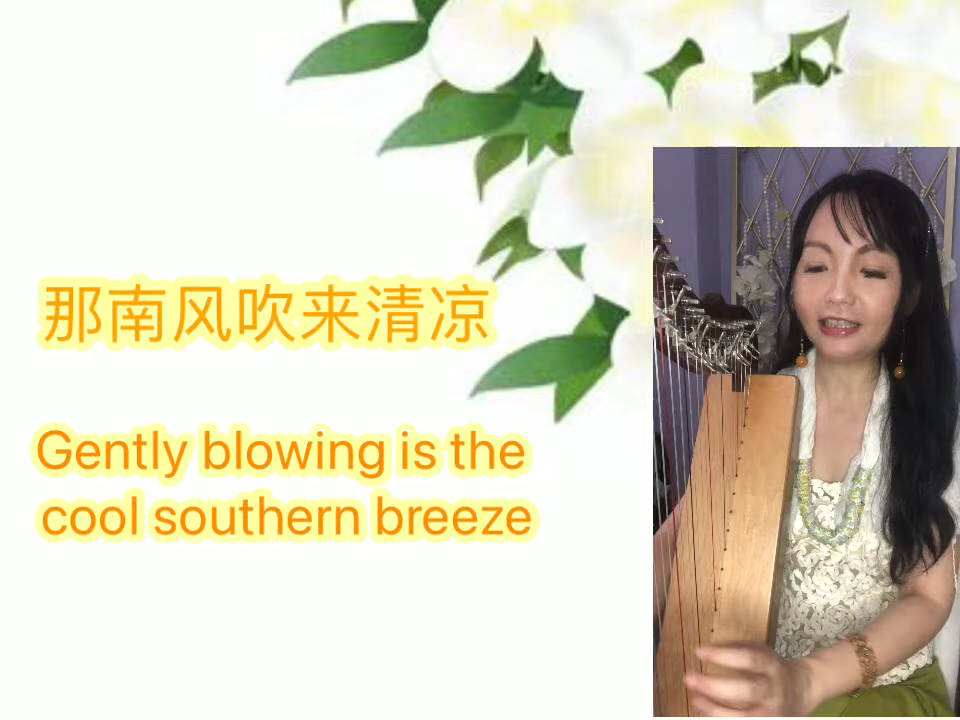 那南风吹来清凉
Gently blowing is the
cool southern breeze